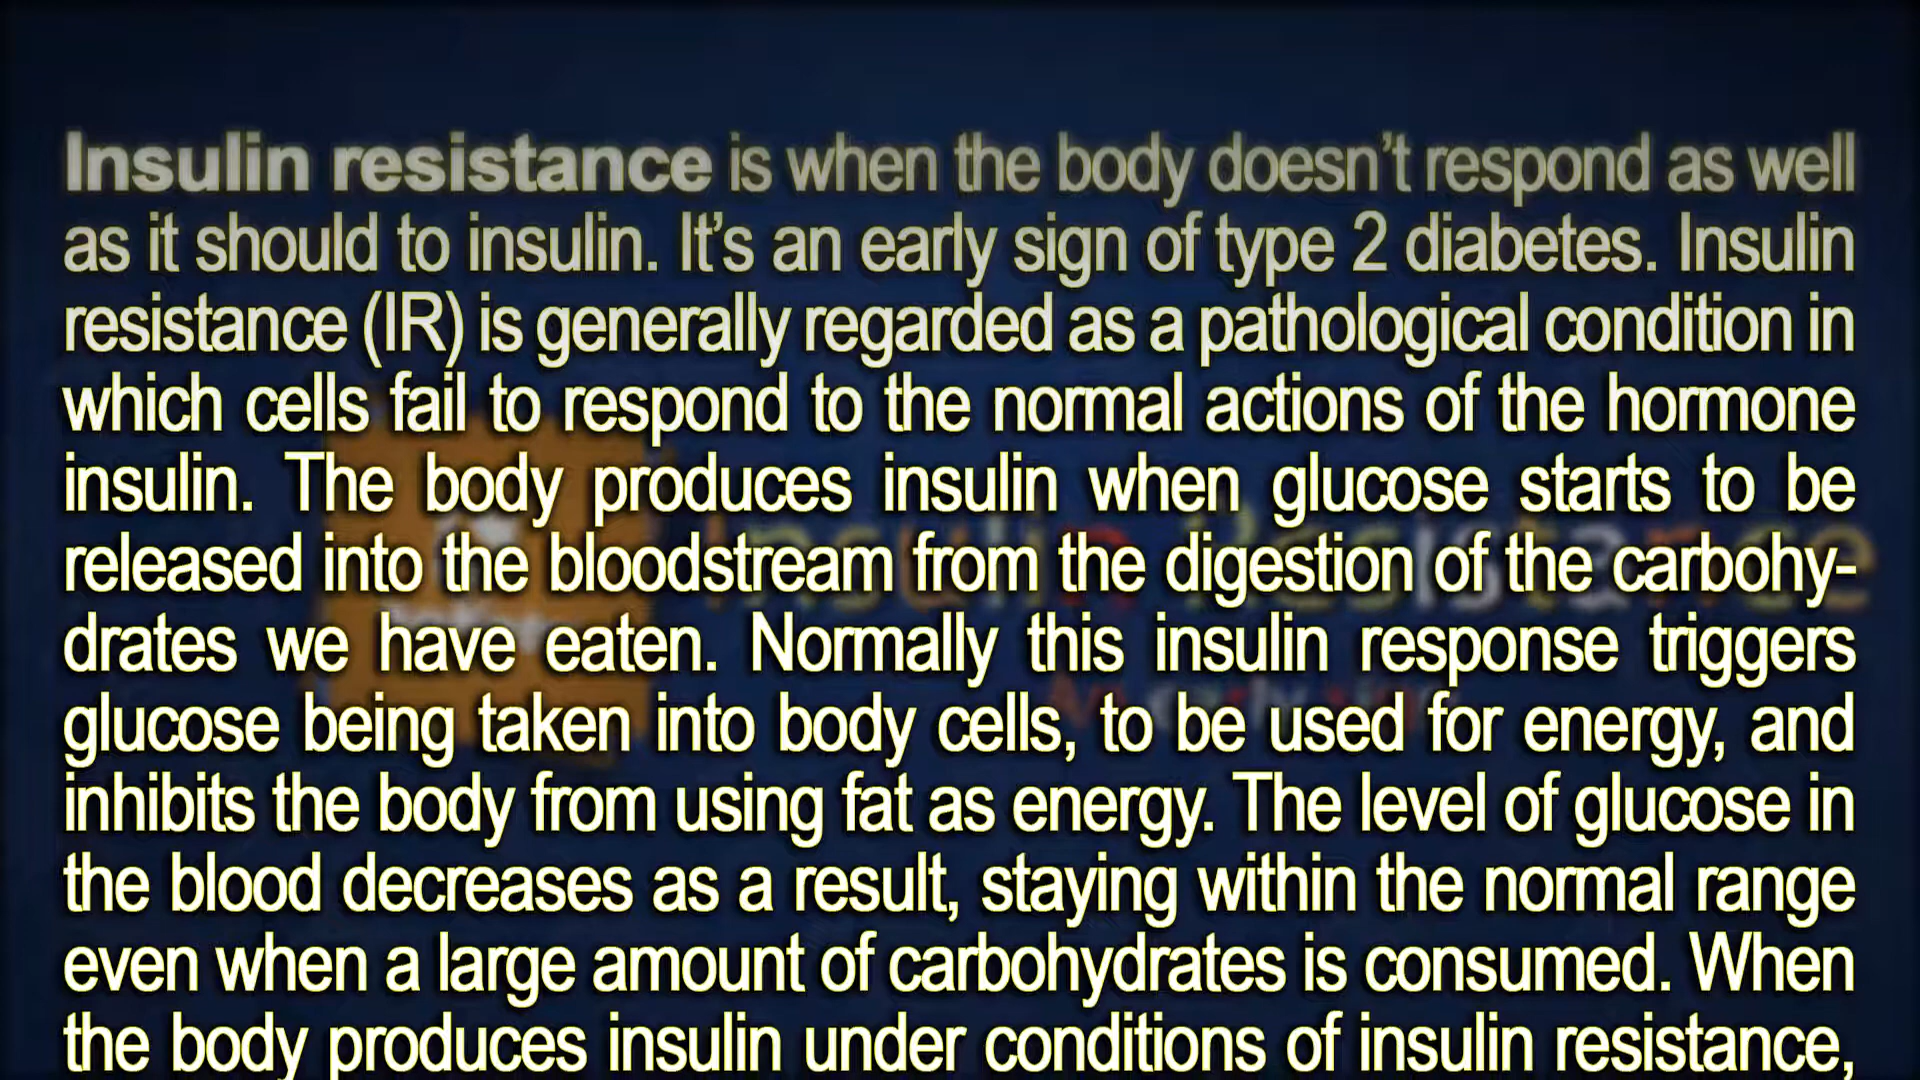 Insulin resistance is when the body doesn’t respond as well
as it should to insulin. It’s an early sign of type 2 diabetes. Insulin
resistance (IR) is generally regarded as a pathological condition in
which cells fail to respond to the normal actions of the hormone
insulin. The body produces insulin when glucose starts to be
released into the bloodstream from the digestion of the carbohy-
drates we have eaten. Normally this insulin response triggers
glucose being taken into body cells, to be used for energy, and
inhibits the body from using fat as energy. The level of glucose in
the blood decreases as a result, staying within the normal range
even when a large amount of carbohydrates is consumed. When
the body produces insulin under conditions of insulin resistance,
Insulin Resistance